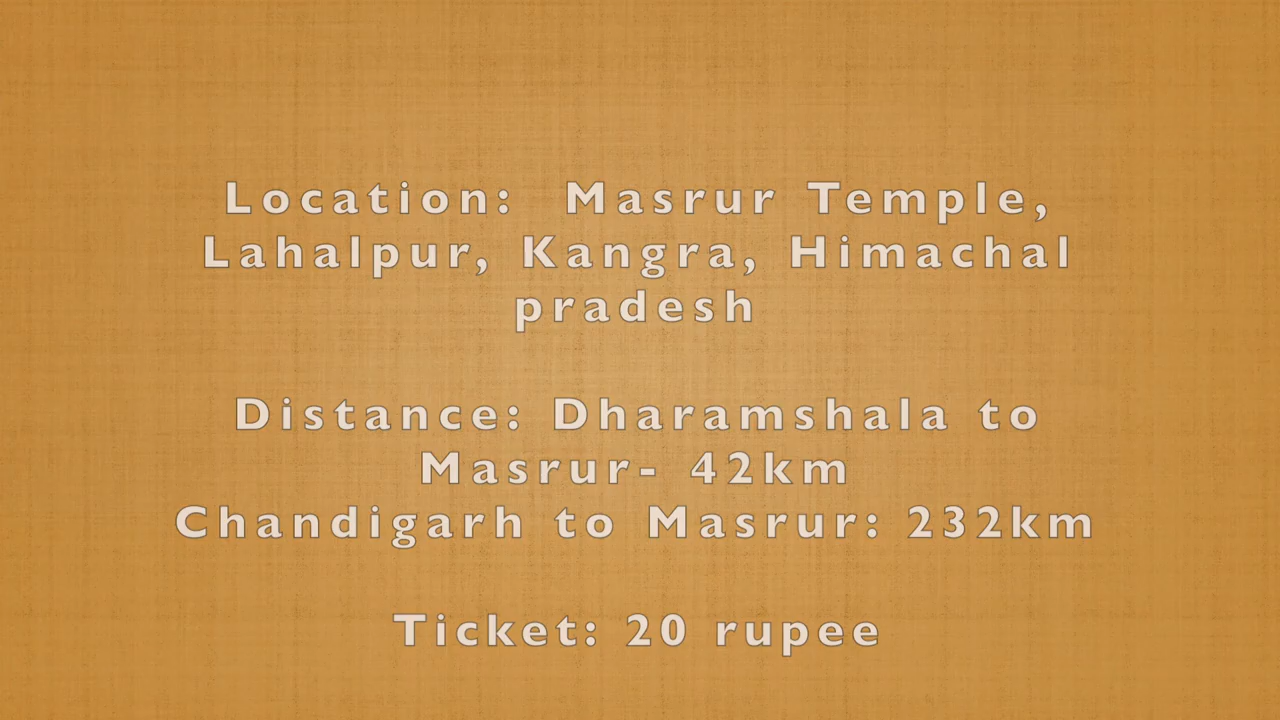 Location: Masrur Temple,
Lahalpur, Kangra, Himachal
pradesh
Distance: Dharamshala to
Masrur- 42km
Chandigarh to Masrur: 232km
Ticket: 20 rupee